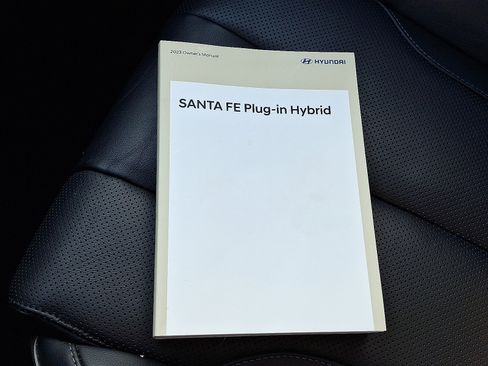 2023 Owner's Manual
HYUNDAI
SANTA FE Plug-in Hybrid